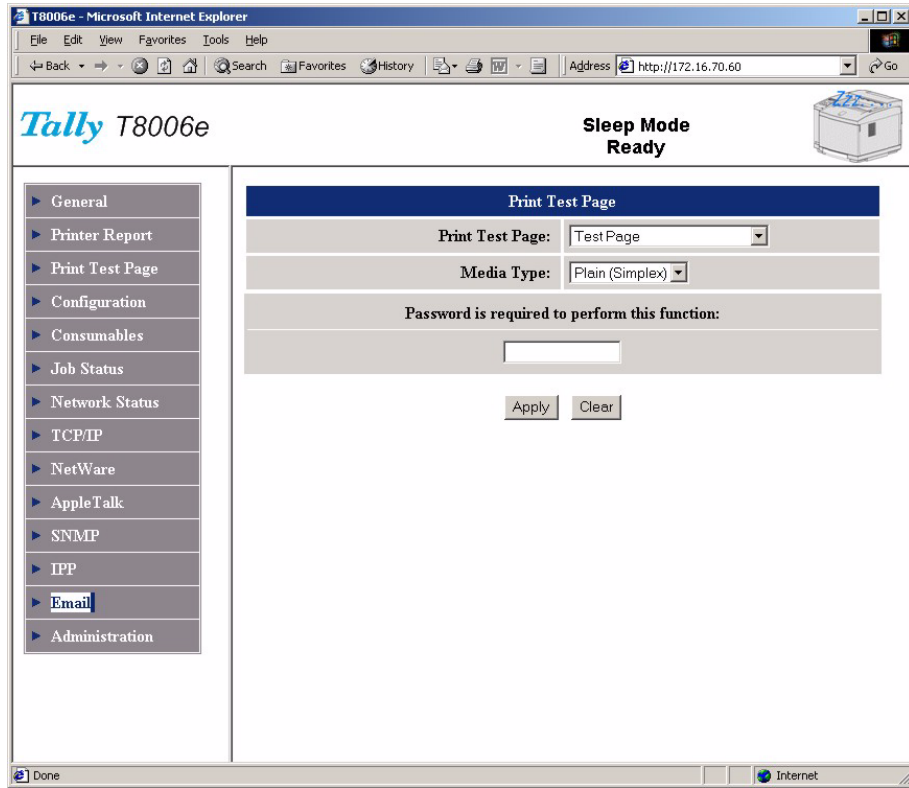 T8006e - Microsoft Internet Explorer
File Edit View Favorites Tools Help
Back Search Favorites History Address http://172.16.70.60 Go
Tally T8006e
Sleep Mode
Ready
ZZZ
General
Printer Report
Print Test Page
Configuration
Consumables
Job Status
Network Status
TCP/IP
NetWare
AppleTalk
SNMP
IPP
Email
Administration
Print Test Page
Print Test Page: Test Page
Media Type: Plain (Simplex)
Password is required to perform this function:
Apply Clear
Done Internet